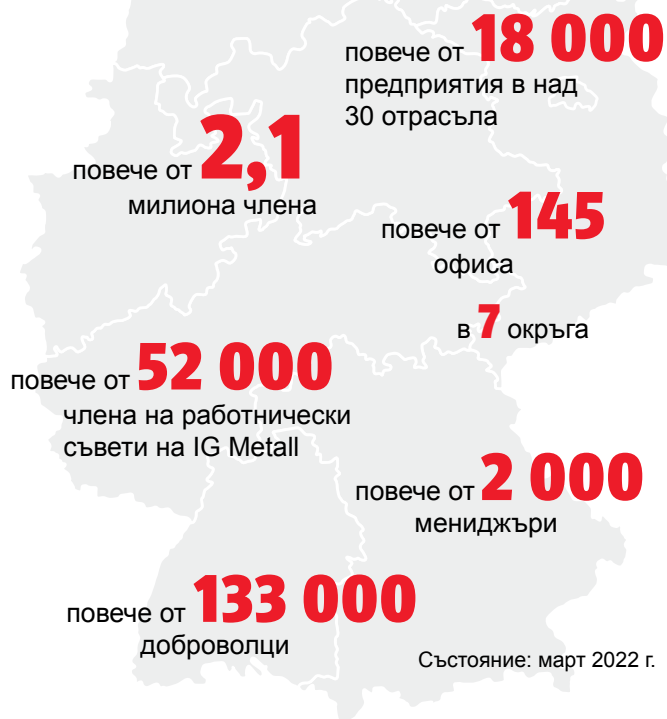 повече от 18 000
предприятия в над
30 отрасъла
повече от 2,1
милиона члена
повече от 145
офиса
в 7 окръга
повече от 52 000
члена на работнически
съвети на IG Metall
повече от 2 000
мениджъри
повече от 133 000
доброволци
Състояние: март 2022 г.